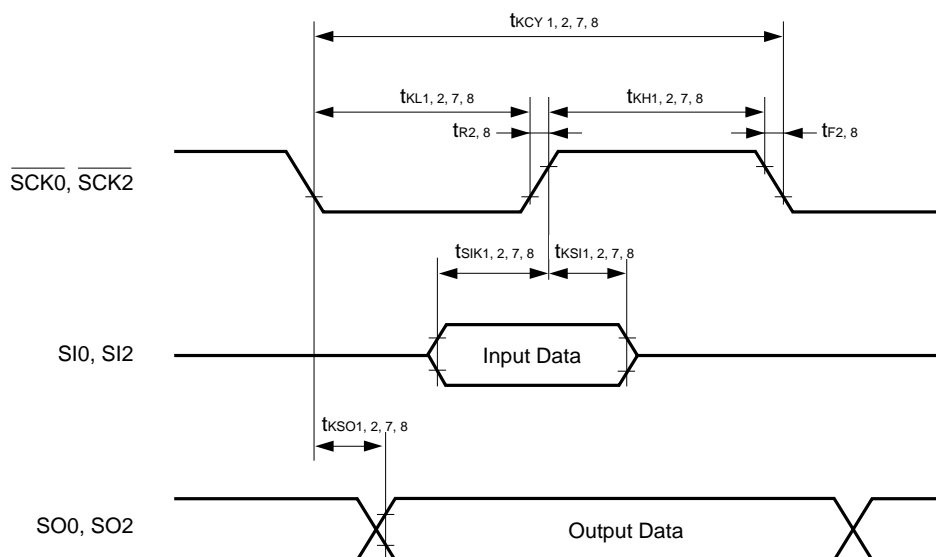 tKCY 1, 2, 7, 8
tKL1, 2, 7, 8
tKH1, 2, 7, 8
tR2, 8
tF2, 8
SCK0, SCK2
tSIK1, 2, 7, 8
tKSI1, 2, 7, 8
SI0, SI2
Input Data
tKSO1, 2, 7, 8
SO0, SO2
Output Data